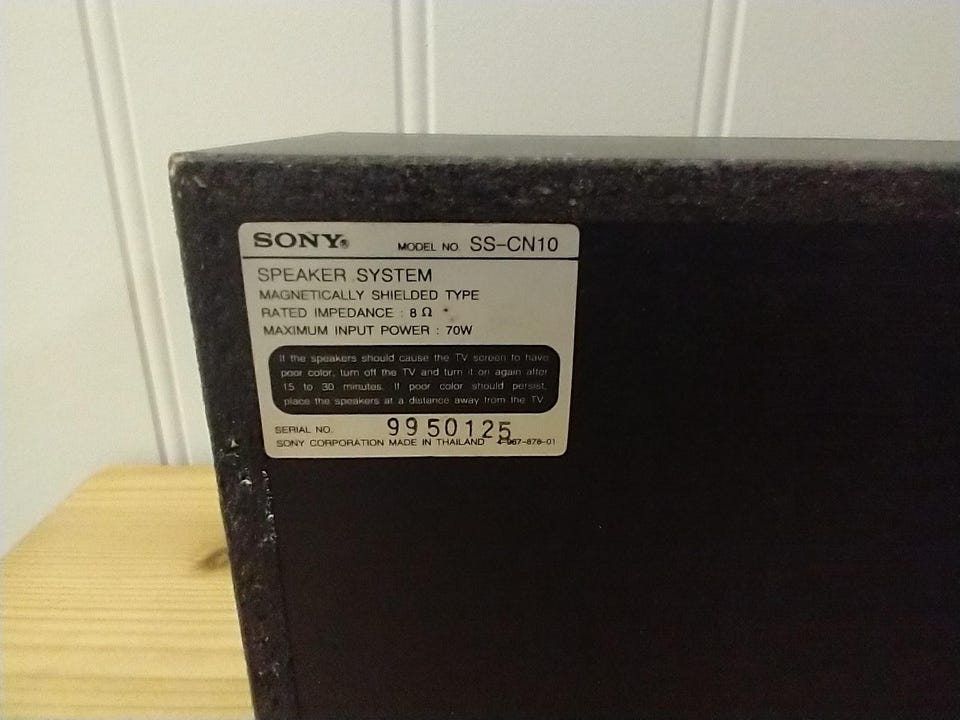 SONY® MODEL NO. SS-CN10
SPEAKER SYSTEM
MAGNETICALLY SHIELDED TYPE
RATED IMPEDANCE : 8 Ω
MAXIMUM INPUT POWER : 70W
If the speakers should cause the TV screen to have
poor color, turn off the TV and turn it on again after
15 to 30 minutes. If poor color should persist,
place the speakers at a distance away from the TV.
SERIAL NO. 9950125
SONY CORPORATION MADE IN THAILAND